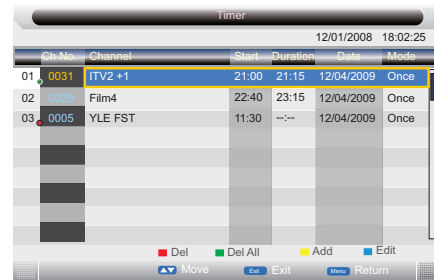 Timer
12/01/2008 18:02:25
Ch No. Channel Start Duration Date Mode
01 0031 ITV2 +1 21:00 21:15 12/04/2009 Once
02 0029 Film4 22:40 23:15 12/04/2009 Once
03 0005 YLE FST 11:30 --:-- 12/04/2009 Once
Del Del All Add Edit
Move Exit Exit Menu Return